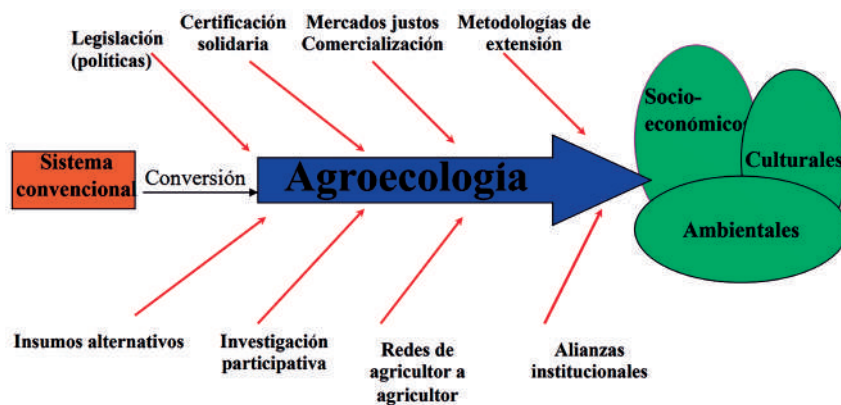 Legislación
(políticas)
Certificación
solidaria
Mercados justos
Comercialización
Metodologías de
extensión
Sistema
convencional
Conversión
Agroecología
Socio-
económicos
Culturales
Ambientales
Insumos alternativos
Investigación
participativa
Redes de
agricultor a
agricultor
Alianzas
institucionales